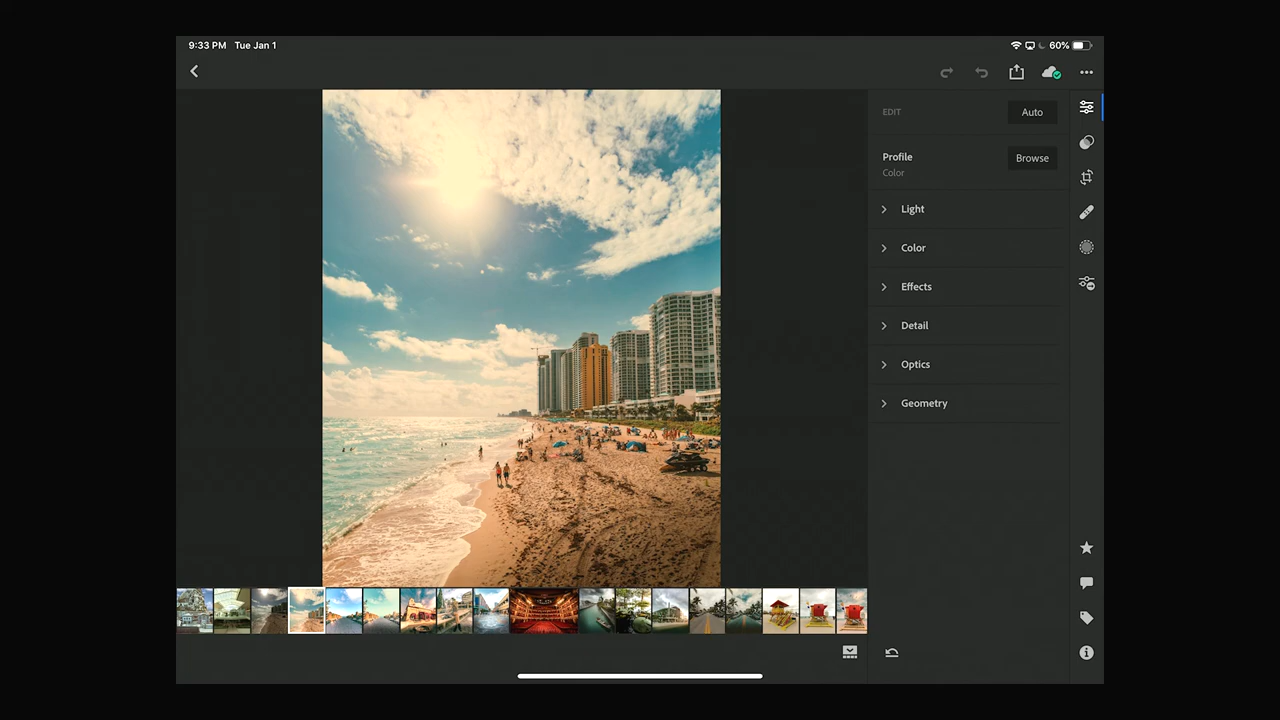 9:33 PM Tue Jan 1
60%
EDIT
Auto
Profile
Color
Browse
Light
Color
Effects
Detail
Optics
Geometry